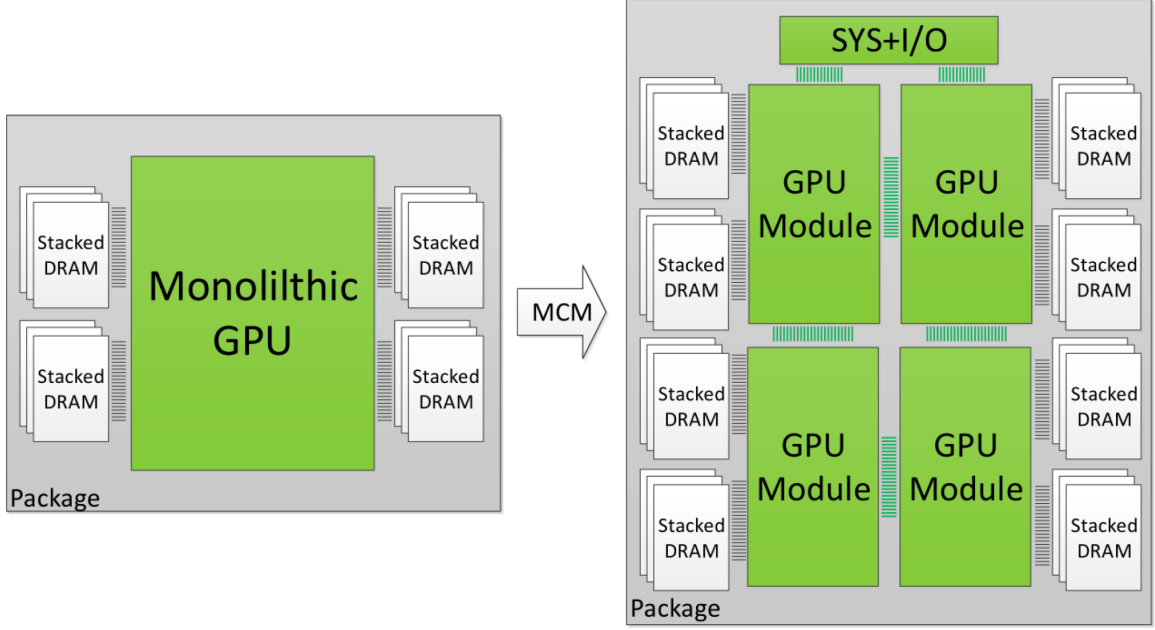 Stacked
DRAM
Stacked
DRAM
Monolilthic
GPU
Stacked
DRAM
Stacked
DRAM
Package
MCM
SYS+I/O
Stacked
DRAM
Stacked
DRAM
GPU
Module
GPU
Module
Stacked
DRAM
Stacked
DRAM
Stacked
DRAM
Stacked
DRAM
GPU
Module
GPU
Module
Stacked
DRAM
Stacked
DRAM
Package